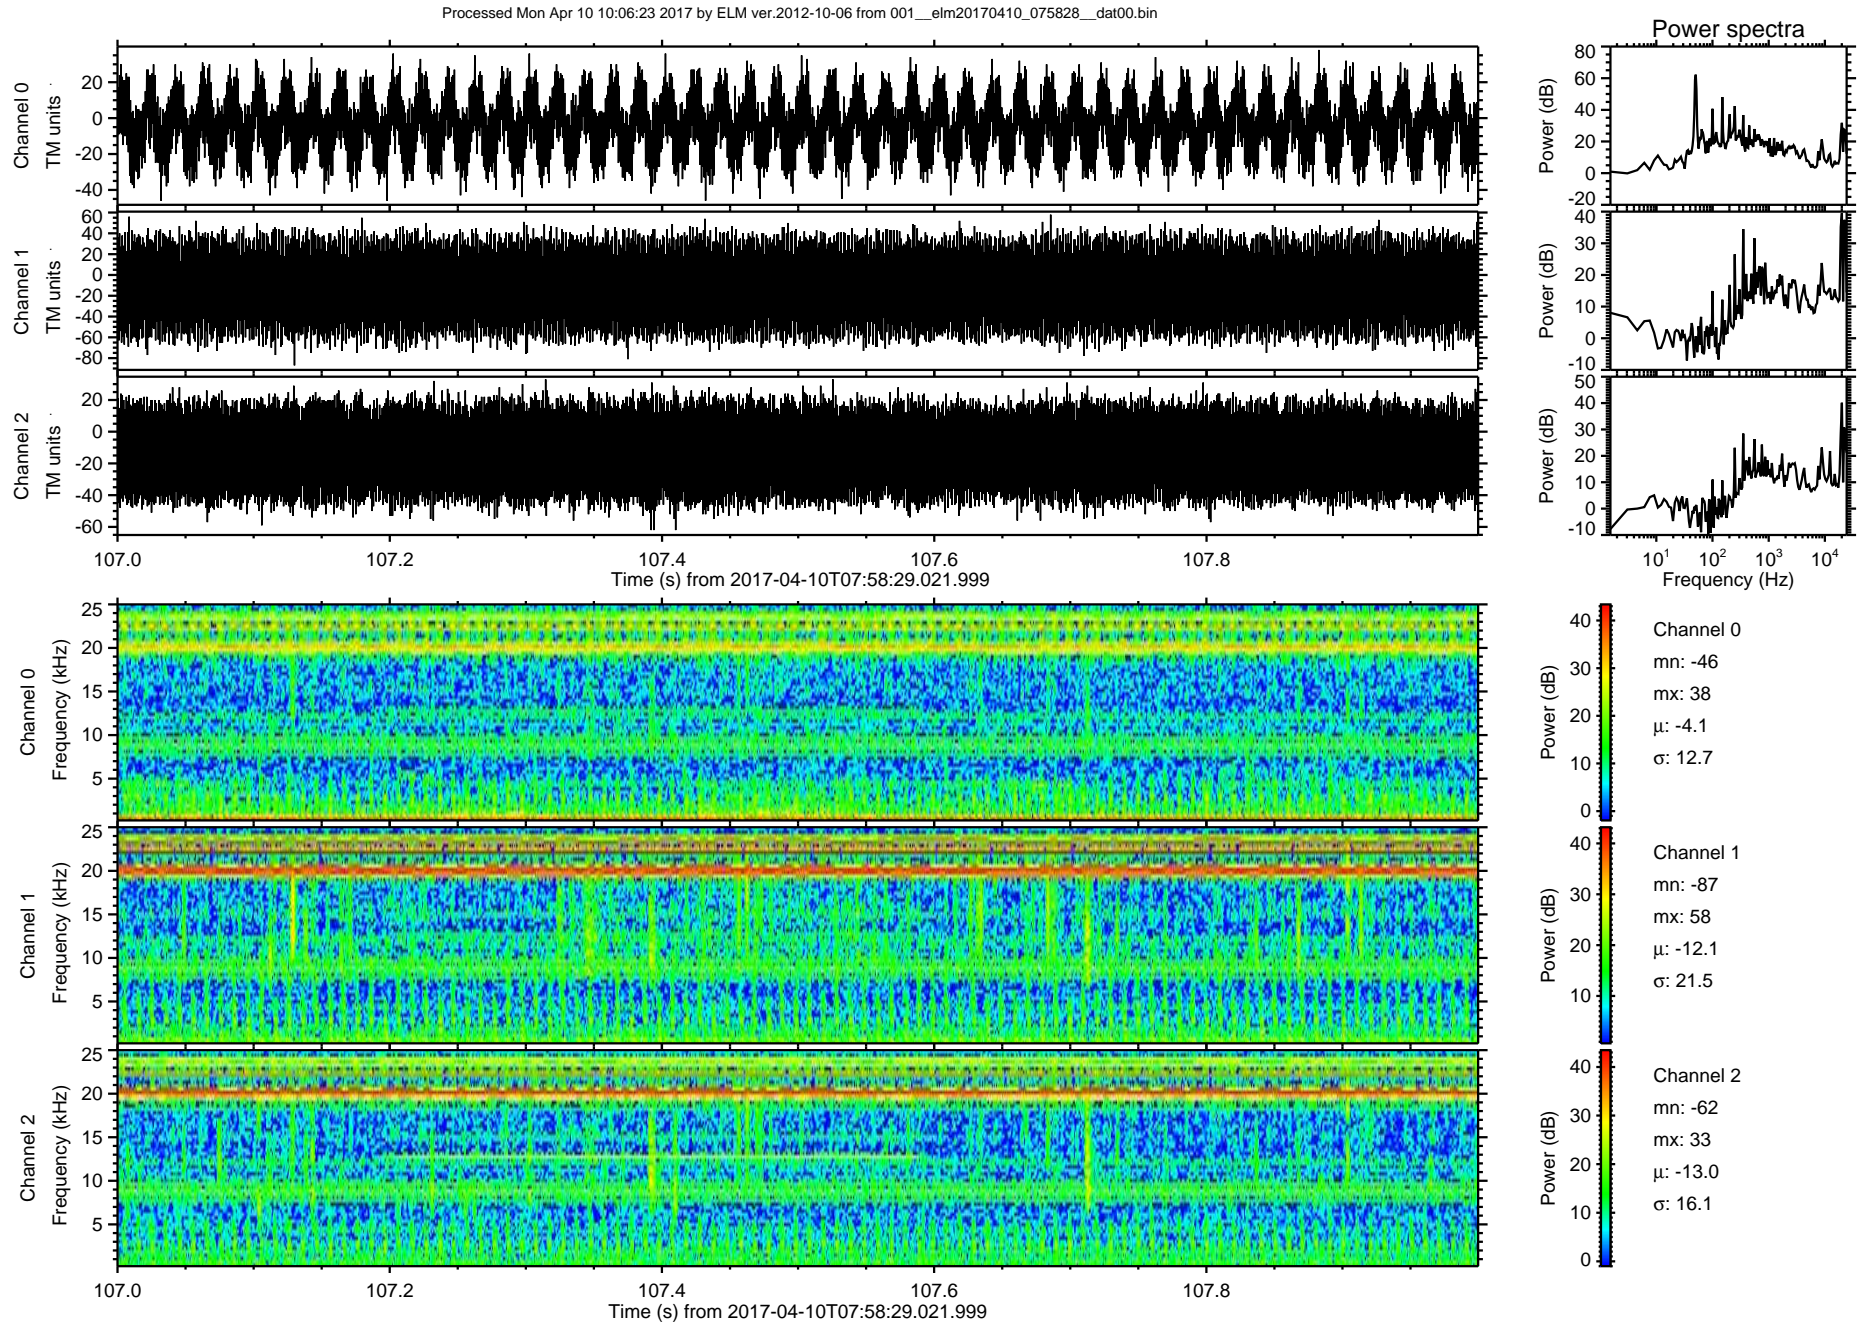 Processed Mon Apr 10 10:06:23 2017 by ELM ver.2012-10-06 from 001__elm20170410_075828__dat00.bin
Power spectra
Channel 0
TM units
20
0
-20
-40
Power (dB)
80
60
40
20
0
-20
Channel 1
TM units
60
40
20
0
-20
-40
-60
-80
Power (dB)
40
30
20
10
0
-10
Channel 2
TM units
20
0
-20
-40
-60
Power (dB)
50
40
30
20
10
0
-10
107.0 107.2 107.4 107.6 107.8
Time (s) from 2017-04-10T07:58:29.021.999
10¹ 10² 10³ 10⁴
Frequency (Hz)
Channel 0
Frequency (kHz)
25
20
15
10
5
Power (dB)
40
30
20
10
0
Channel 0
mn: -46
mx: 38
µ: -4.1
σ: 12.7
Channel 1
Frequency (kHz)
25
20
15
10
5
Power (dB)
40
30
20
10
Channel 1
mn: -87
mx: 58
µ: -12.1
σ: 21.5
Channel 2
Frequency (kHz)
25
20
15
10
5
Power (dB)
40
30
20
10
0
Channel 2
mn: -62
mx: 33
µ: -13.0
σ: 16.1
107.0 107.2 107.4 107.6 107.8
Time (s) from 2017-04-10T07:58:29.021.999